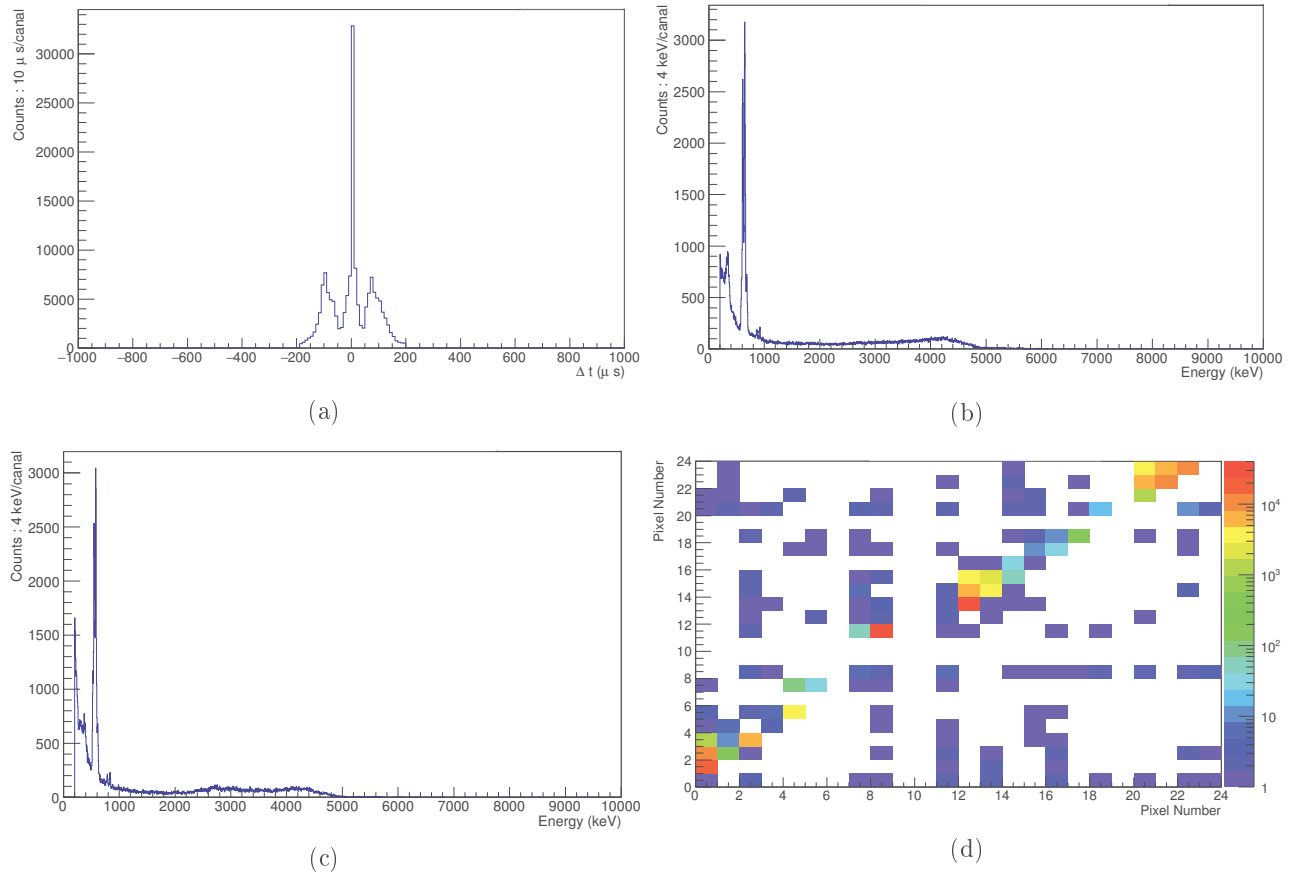 Counts : 10 μ s/canal
30000
25000
20000
15000
10000
5000
0
−1000 −800 −600 −400 −200 0 200 400 600 800 1000
Δ t (μ s)
(a)
Counts : 4 keV/canal
3000
2500
2000
1500
1000
500
0
0 1000 2000 3000 4000 5000 6000 7000 8000 9000 10000
Energy (keV)
(b)
Counts : 4 keV/canal
3000
2500
2000
1500
1000
500
0
0 1000 2000 3000 4000 5000 6000 7000 8000 9000 10000
Energy (keV)
(c)
Pixel Number
24
22
20
18
16
14
12
10
8
6
4
2
0
0 2 4 6 8 10 12 14 16 18 20 22 24
Pixel Number
10⁴
10³
10²
10
1
(d)